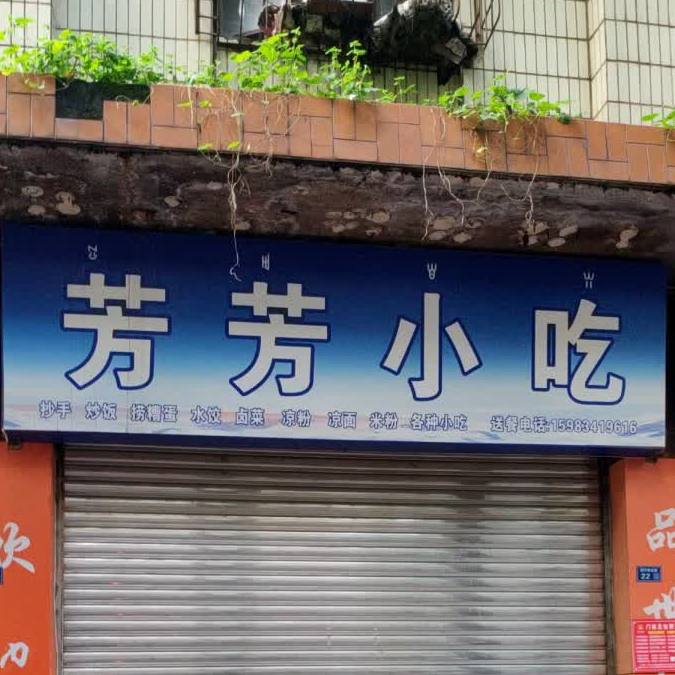 芳芳小吃
抄手 炒饭 捞糟蛋 水饺 卤菜 凉粉 凉面 米粉 各种小吃 送餐电话:15983419616
品
22